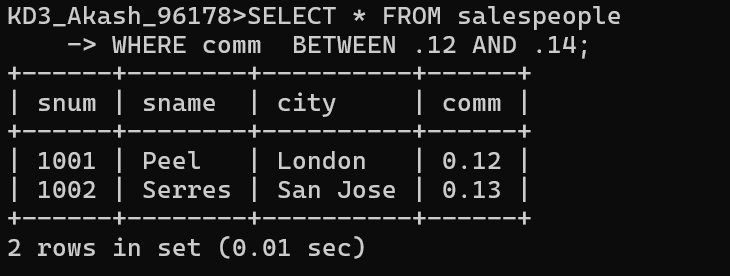 KD3_Akash_96178>SELECT * FROM salespeople
    -> WHERE comm  BETWEEN .12 AND .14;
+------+--------+----------+------+
| snum | sname  | city     | comm |
+------+--------+----------+------+
| 1001 | Peel   | London   | 0.12 |
| 1002 | Serres | San Jose | 0.13 |
+------+--------+----------+------+
2 rows in set (0.01 sec)